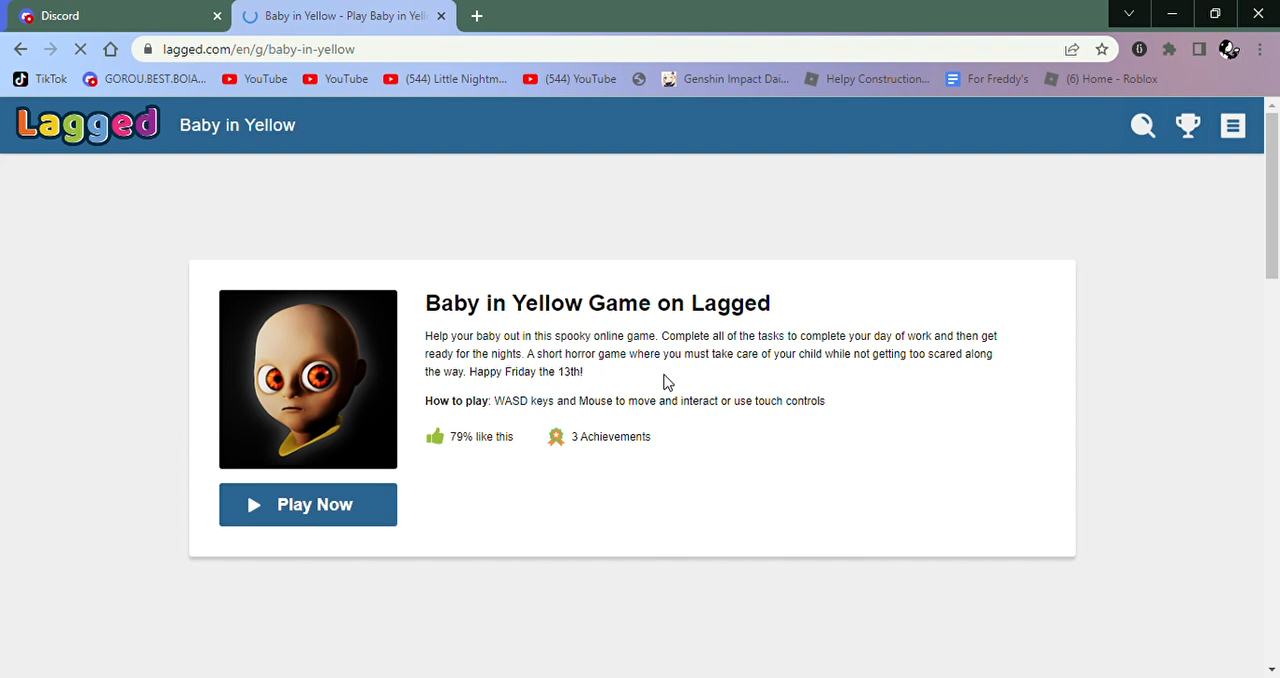 Discord
Baby in Yellow - Play Baby in Yell
lagged.com/en/g/baby-in-yellow
TikTok
GOROU.BEST.BOIA...
YouTube
YouTube
(544) Little Nightm...
(544) YouTube
Genshin Impact Dai...
Helpy Construction...
For Freddy's
(6) Home - Roblox
Lagged
Baby in Yellow
Baby in Yellow Game on Lagged
Help your baby out in this spooky online game. Complete all of the tasks to complete your day of work and then get
ready for the nights. A short horror game where you must take care of your child while not getting too scared along
the way. Happy Friday the 13th!
How to play: WASD keys and Mouse to move and interact or use touch controls
79% like this
3 Achievements
Play Now